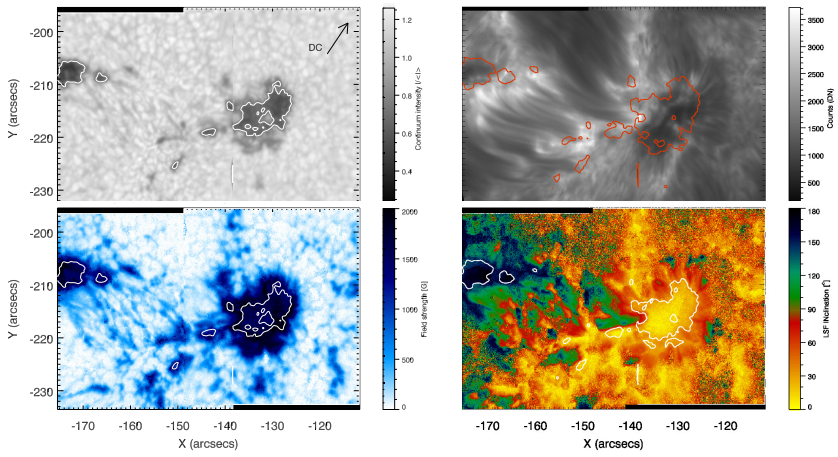 -200
-210
-220
-230
Y (arcsecs)
DC
1.2
1.0
0.8
0.6
0.4
Continuum intensity I/<I>
3500
3000
2500
2000
1500
1000
500
Counts (DN)
-200
-210
-220
-230
Y (arcsecs)
2000
1500
1000
500
0
Field strength [G]
180
150
120
90
60
30
0
LSF INclination [°]
-170 -160 -150 -140 -130 -120
X (arcsecs)
-170 -160 -150 -140 -130 -120
X (arcsecs)